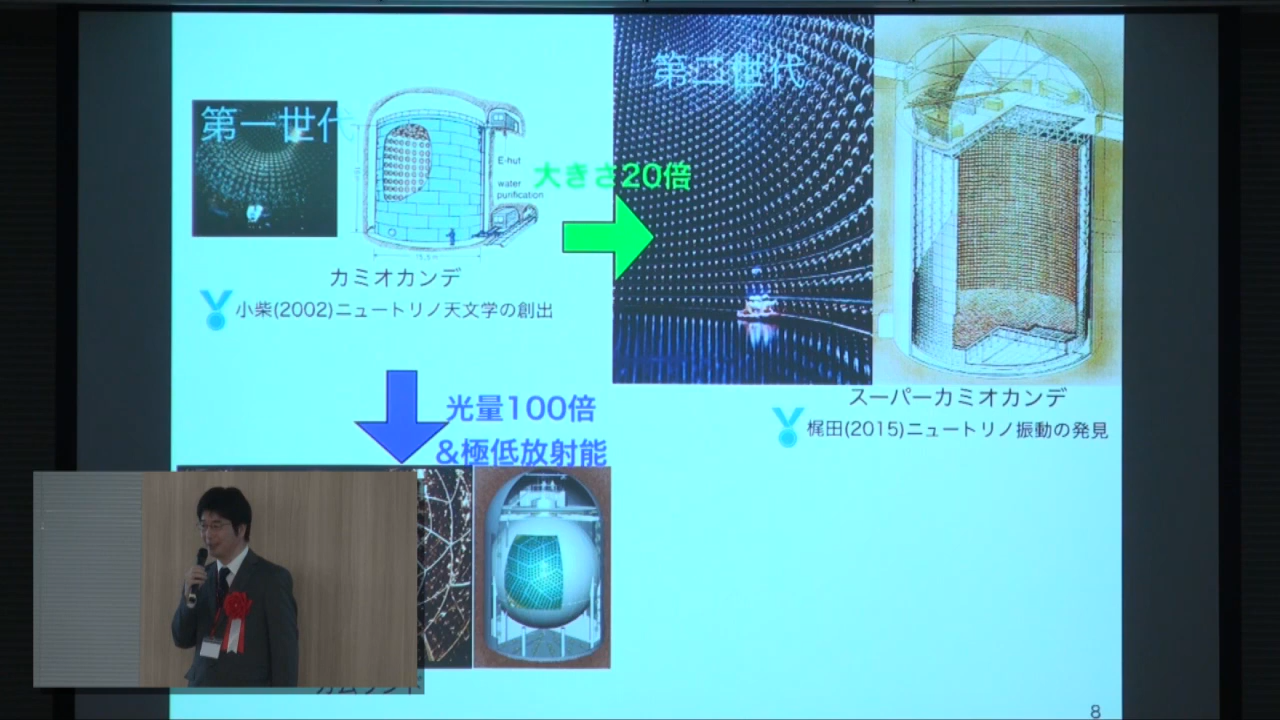 第一世代
E-hut
water
purification
カミオカンデ
小柴(2002)ニュートリノ天文学の創出
大きさ20倍
第二世代
スーパーカミオカンデ
梶田(2015)ニュートリノ振動の発見
光量100倍
&極低放射能
8